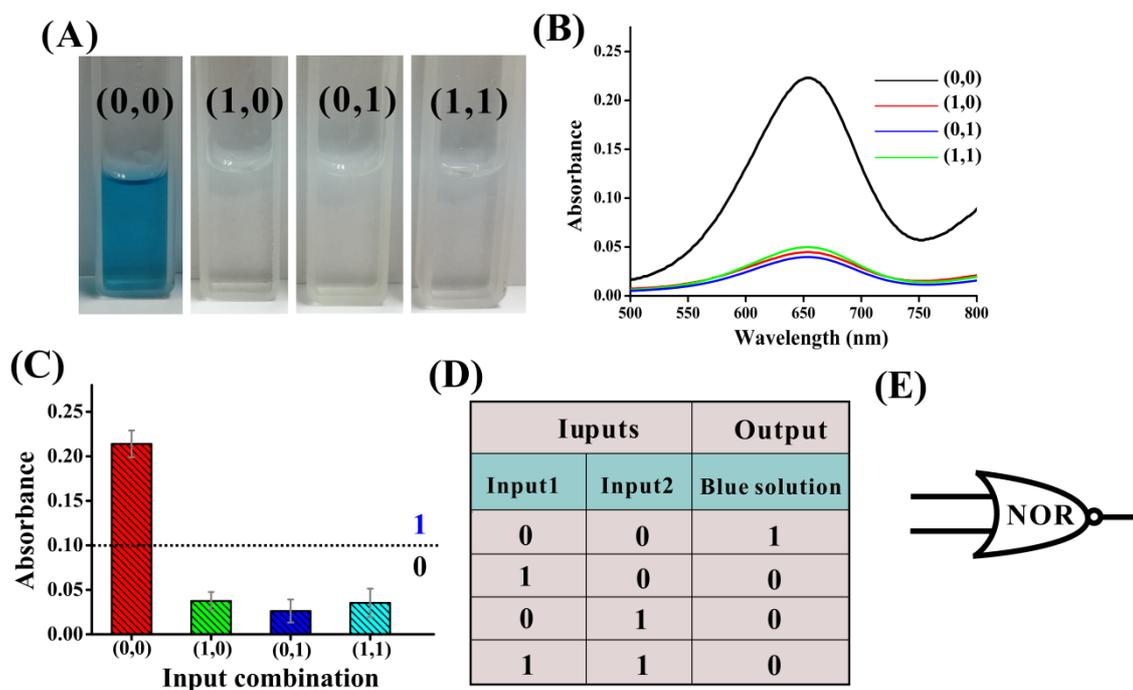 (A)
(0,0) (1,0) (0,1) (1,1)
(B)
0.25
0.20
0.15
0.10
0.05
0.00
Absorbance
500 550 600 650 700 750 800
Wavelength (nm)
(0,0)
(1,0)
(0,1)
(1,1)
(C)
0.25
0.20
0.15
0.10
0.05
0.00
Absorbance
1
0
(0,0) (1,0) (0,1) (1,1)
Input combination
(D)
Iuputs Output
Input1 Input2 Blue solution
0 0 1
1 0 0
0 1 0
1 1 0
(E)
NOR